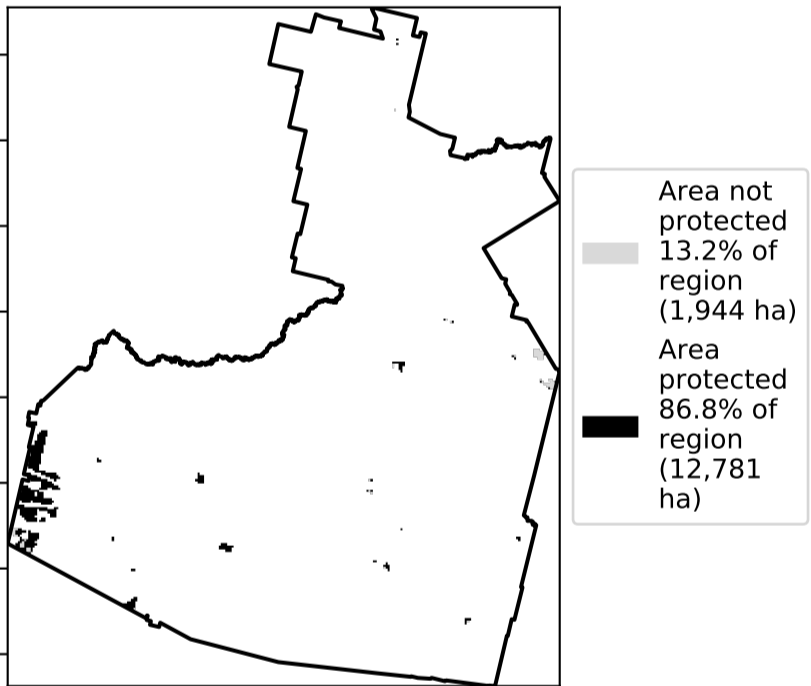 Area not
protected
13.2% of
region
(1,944 ha)
Area
protected
86.8% of
region
(12,781
ha)